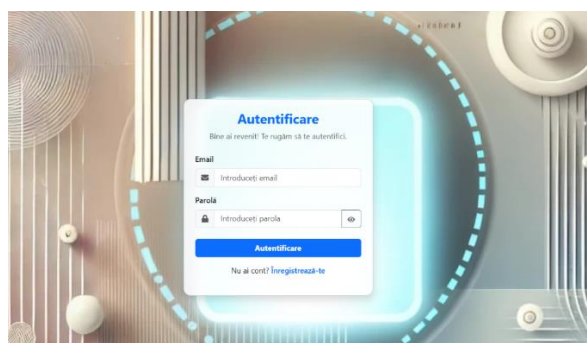 Autentificare
Bine ai revenit! Te rugăm să te autentifici.
Email
Introduceți email
Parolă
Introduceți parola
Autentificare
Nu ai cont? Înregistrează-te